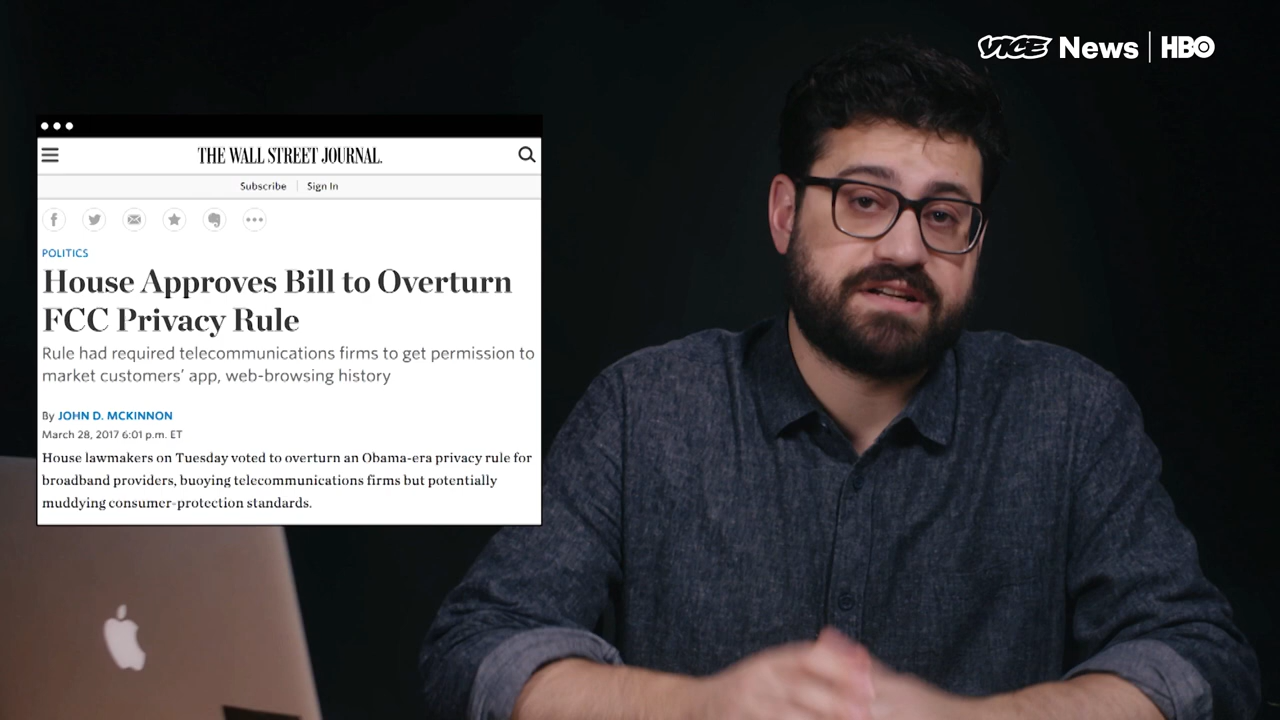 VICE News | HBO
THE WALL STREET JOURNAL.
Subscribe | Sign In
POLITICS
House Approves Bill to Overturn
FCC Privacy Rule
Rule had required telecommunications firms to get permission to
market customers’ app, web-browsing history
By JOHN D. MCKINNON
March 28, 2017 6:01 p.m. ET
House lawmakers on Tuesday voted to overturn an Obama-era privacy rule for
broadband providers, buoying telecommunications firms but potentially
muddying consumer-protection standards.